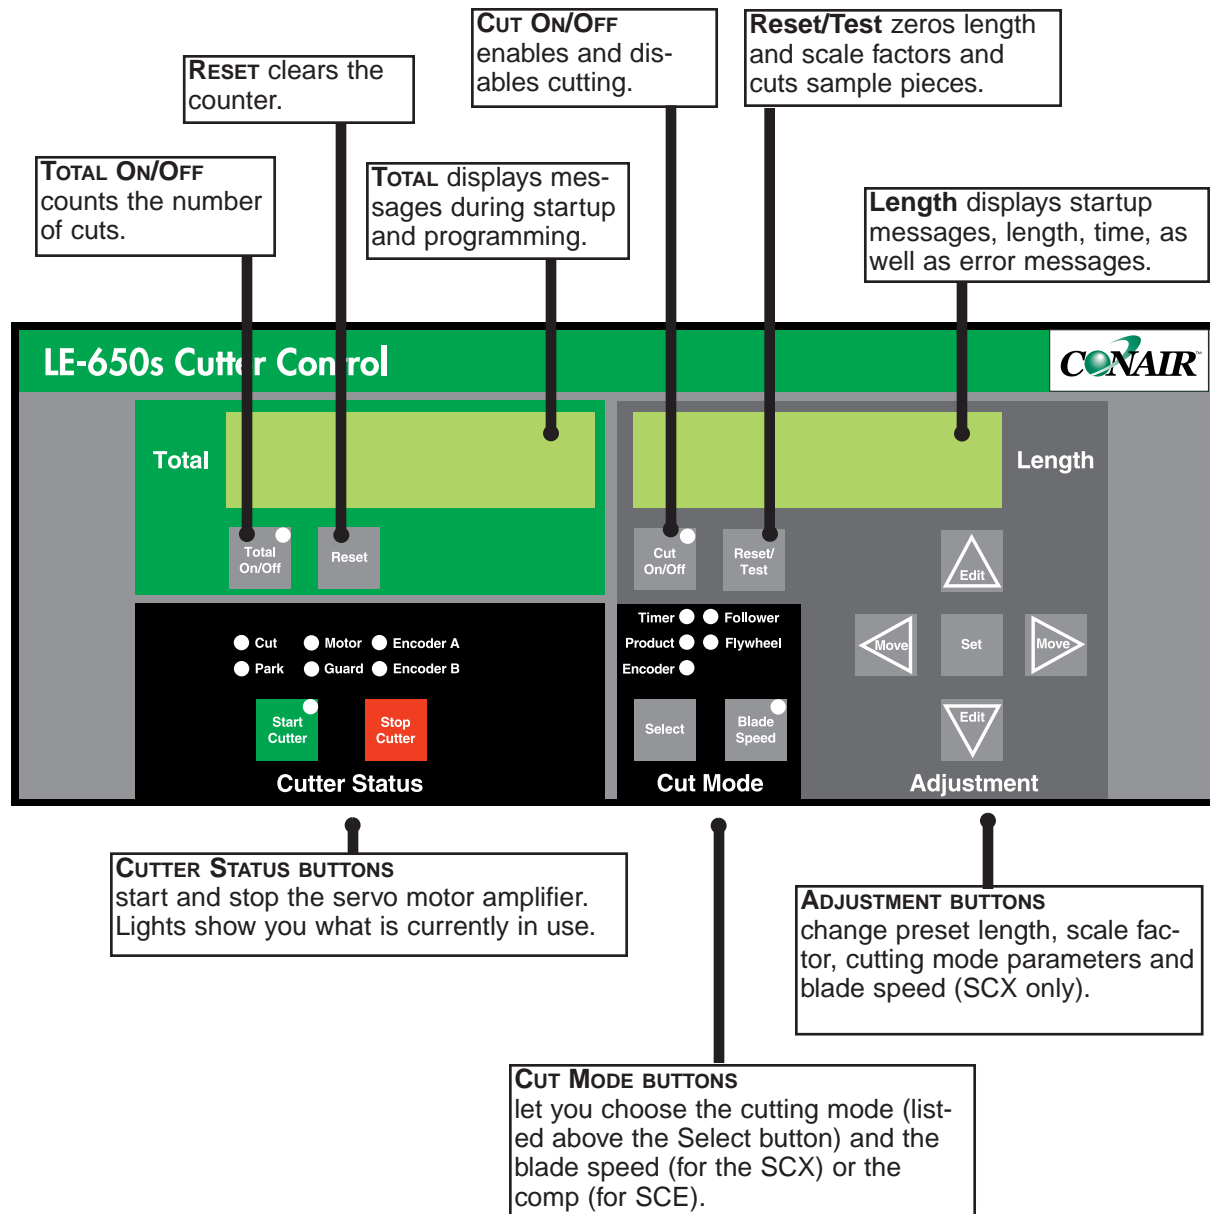 CUT ON/OFF
enables and dis-
ables cutting.
Reset/Test zeros length
and scale factors and
cuts sample pieces.
RESET clears the
counter.
TOTAL ON/OFF
counts the number
of cuts.
TOTAL displays mes-
sages during startup
and programming.
Length displays startup
messages, length, time, as
well as error messages.
LE-650s Cutter Control
CONAIR™
Total
Length
Total
On/Off
Reset
Cut
On/Off
Reset/
Test
Edit
Cut
Motor
Encoder A
Park
Guard
Encoder B
Timer
Follower
Product
Flywheel
Encoder
Move
Set
Move
Start
Cutter
Stop
Cutter
Select
Blade
Speed
Edit
Cutter Status
Cut Mode
Adjustment
CUTTER STATUS BUTTONS
start and stop the servo motor amplifier.
Lights show you what is currently in use.
ADJUSTMENT BUTTONS
change preset length, scale fac-
tor, cutting mode parameters and
blade speed (SCX only).
CUT MODE BUTTONS
let you choose the cutting mode (list-
ed above the Select button) and the
blade speed (for the SCX) or the
comp (for SCE).